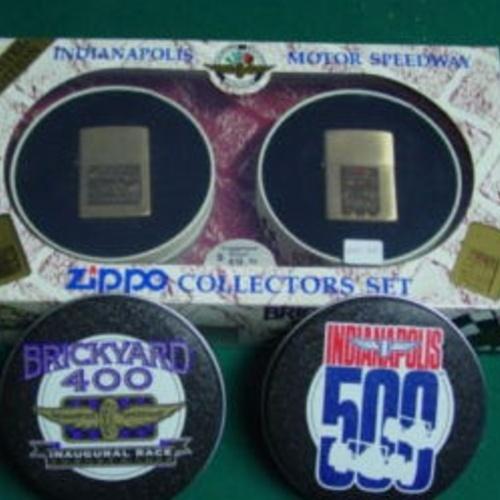 INDIANAPOLIS MOTOR SPEEDWAY
Zippo COLLECTORS SET
BRICKYARD
400
INAUGURAL RACE
INDIANAPOLIS
500